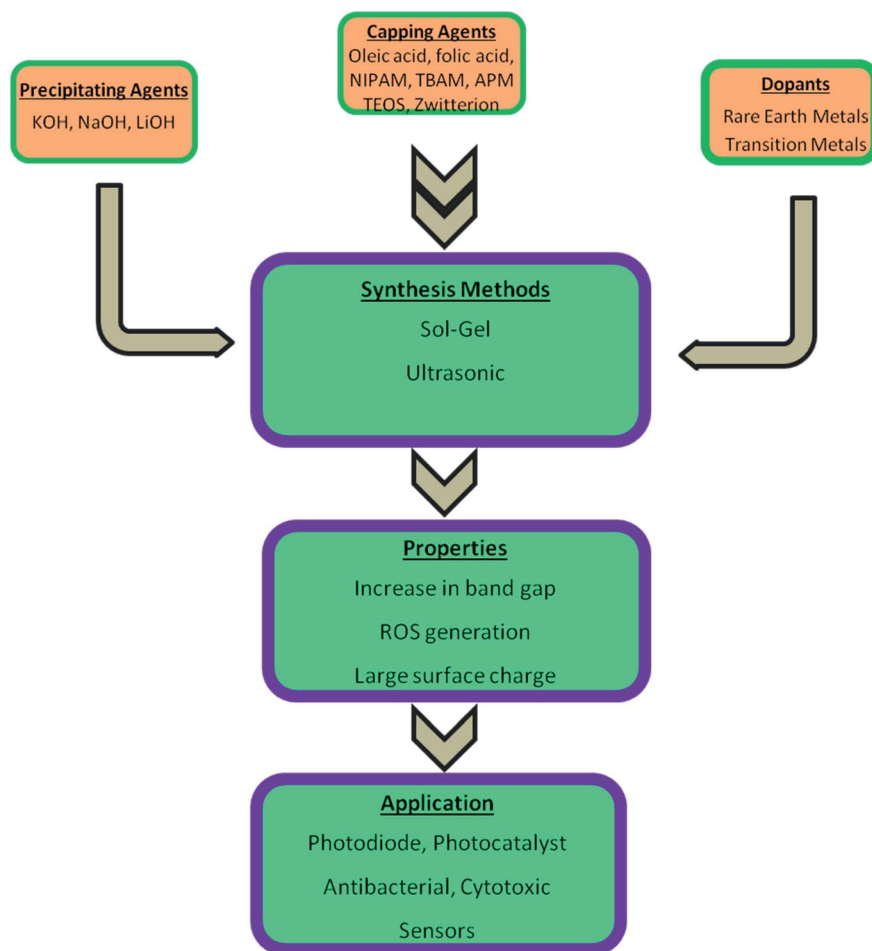 Precipitating Agents
KOH, NaOH, LiOH
Capping Agents
Oleic acid, folic acid,
NIPAM, TBAM, APM
TEOS, Zwitterion
Dopants
Rare Earth Metals
Transition Metals
Synthesis Methods
Sol-Gel
Ultrasonic
Properties
Increase in band gap
ROS generation
Large surface charge
Application
Photodiode, Photocatalyst
Antibacterial, Cytotoxic
Sensors